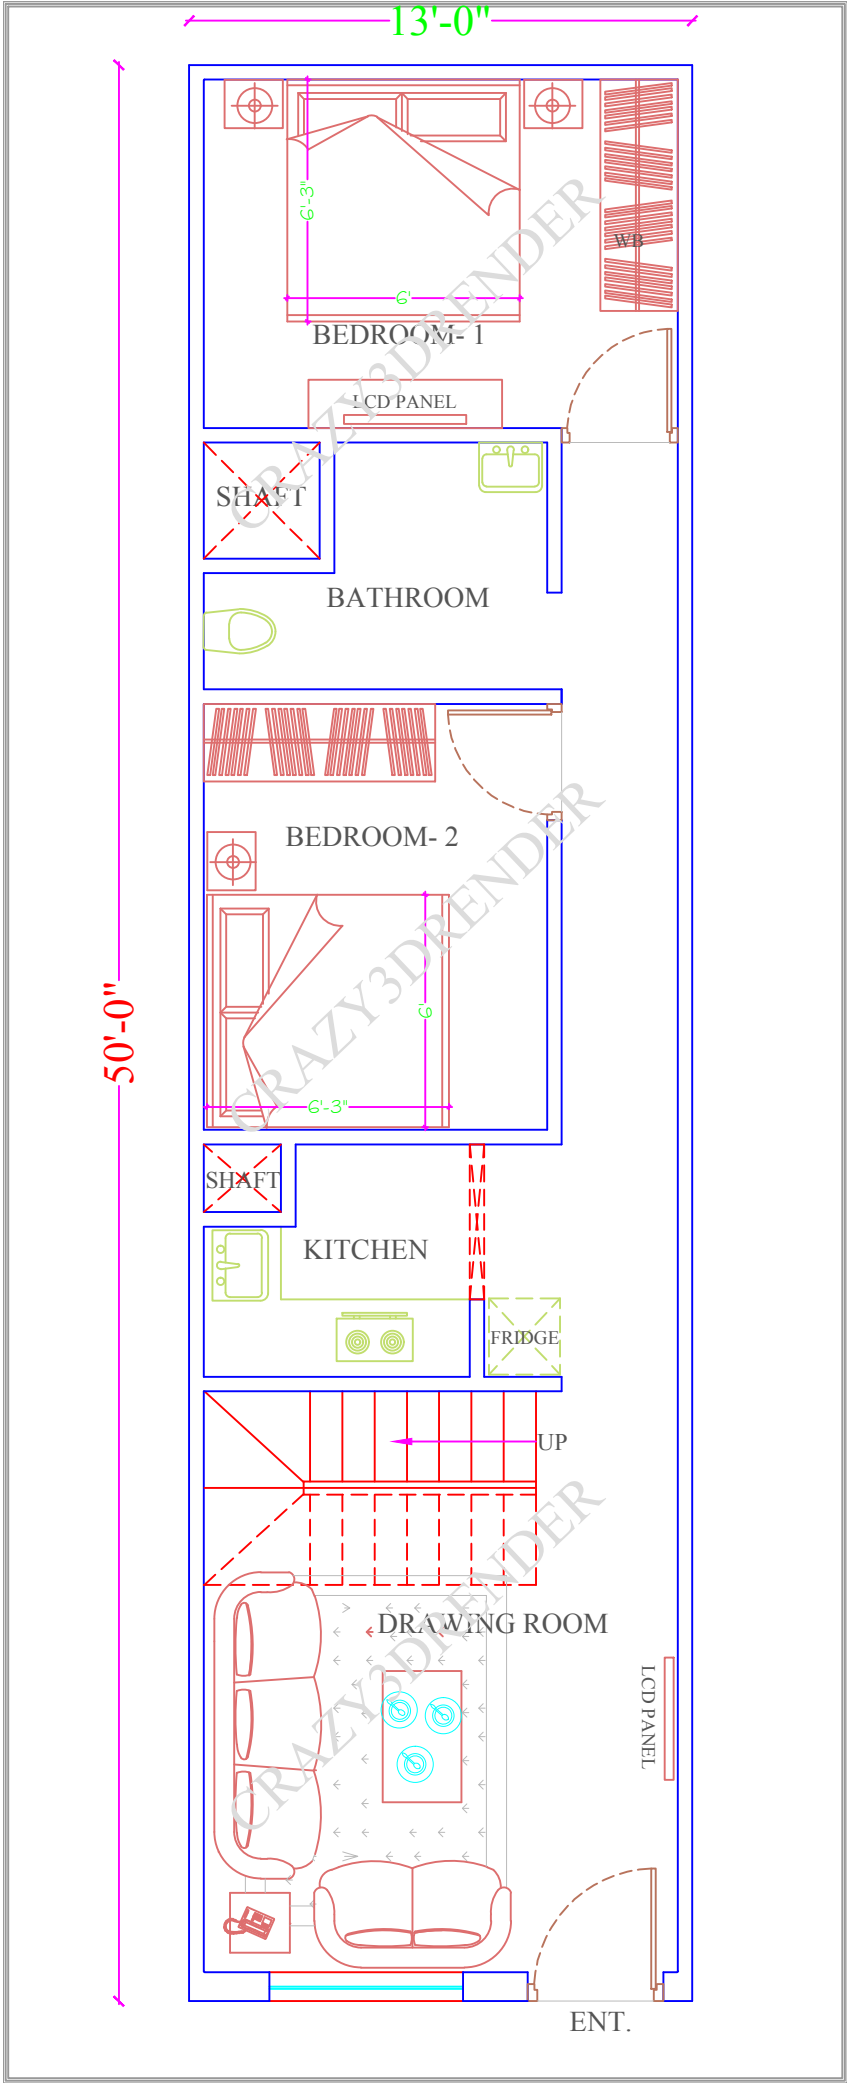 13'-0"
6'-3"
WB
6'
BEDROOM- 1
LCD PANEL
CRAZY3DRENDER
SHAFT
BATHROOM
BEDROOM- 2
CRAZY3DRENDER
6'
50'-0"
6'-3"
SHAFT
KITCHEN
FRIDGE
UP
CRAZY3DRENDER
DRAWING ROOM
LCD PANEL
ENT.